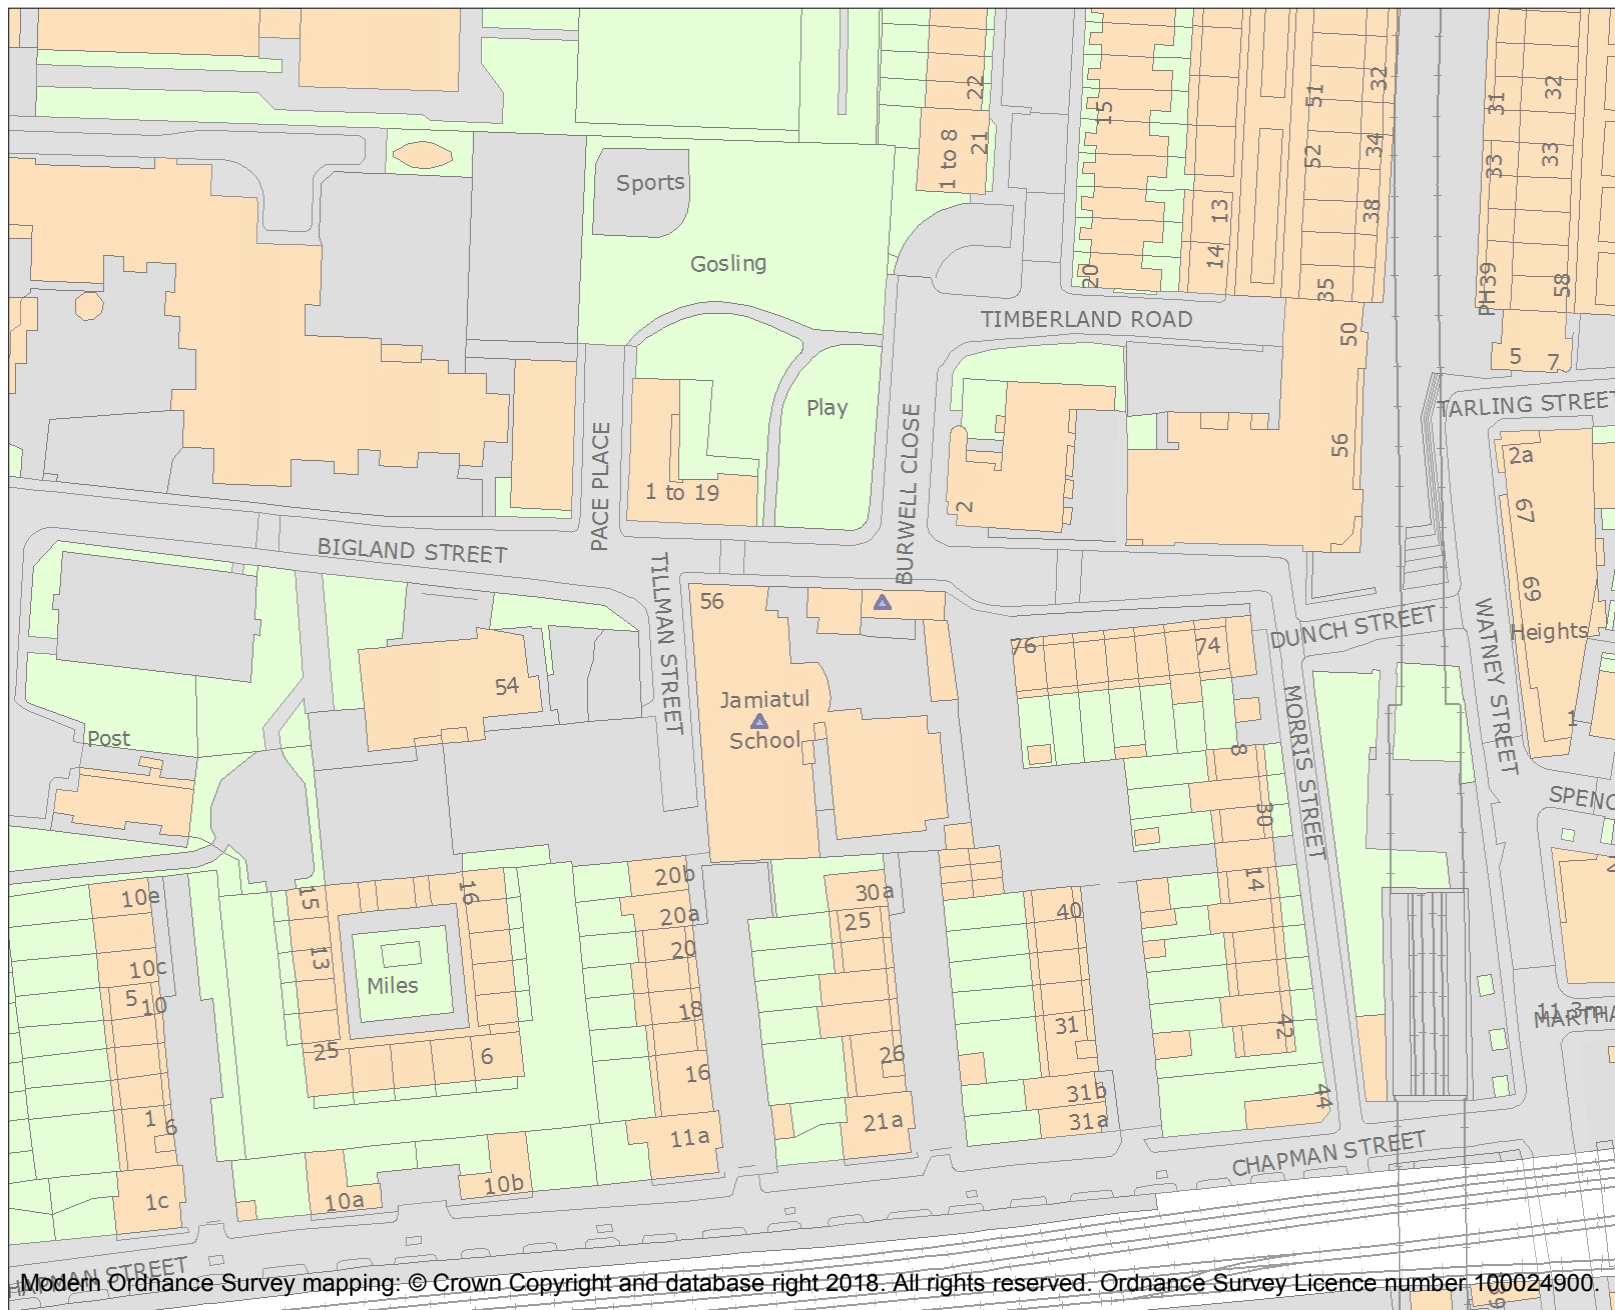 22
1 to 8
21
15
51
32
31
32
52
34
33
33
Sports
13
38
14
20
35
PH39
58
Gosling
TIMBERLAND ROAD
50
5
7
Play
TARLING STREET
PACE PLACE
BURWELL CLOSE
56
2a
1 to 19
2
67
BIGLAND STREET
TILLMAN STREET
56
69
WATNEY STREET
DUNCH STREET
Heights
76
74
54
Jamiatul
School
MORRIS STREET
1
Post
8
SPENC
30
10e
15
16
20b
30a
14
20a
25
40
13
20
10c
Miles
5
10
18
31
42
11.3m
MARTHA
25
6
26
16
31b
44
1
6
11a
21a
31a
CHAPMAN STREET
1c
10a
10b
HAPMAN STREET
Modern Ordnance Survey mapping: © Crown Copyright and database right 2018. All rights reserved. Ordnance Survey Licence number 100024900.